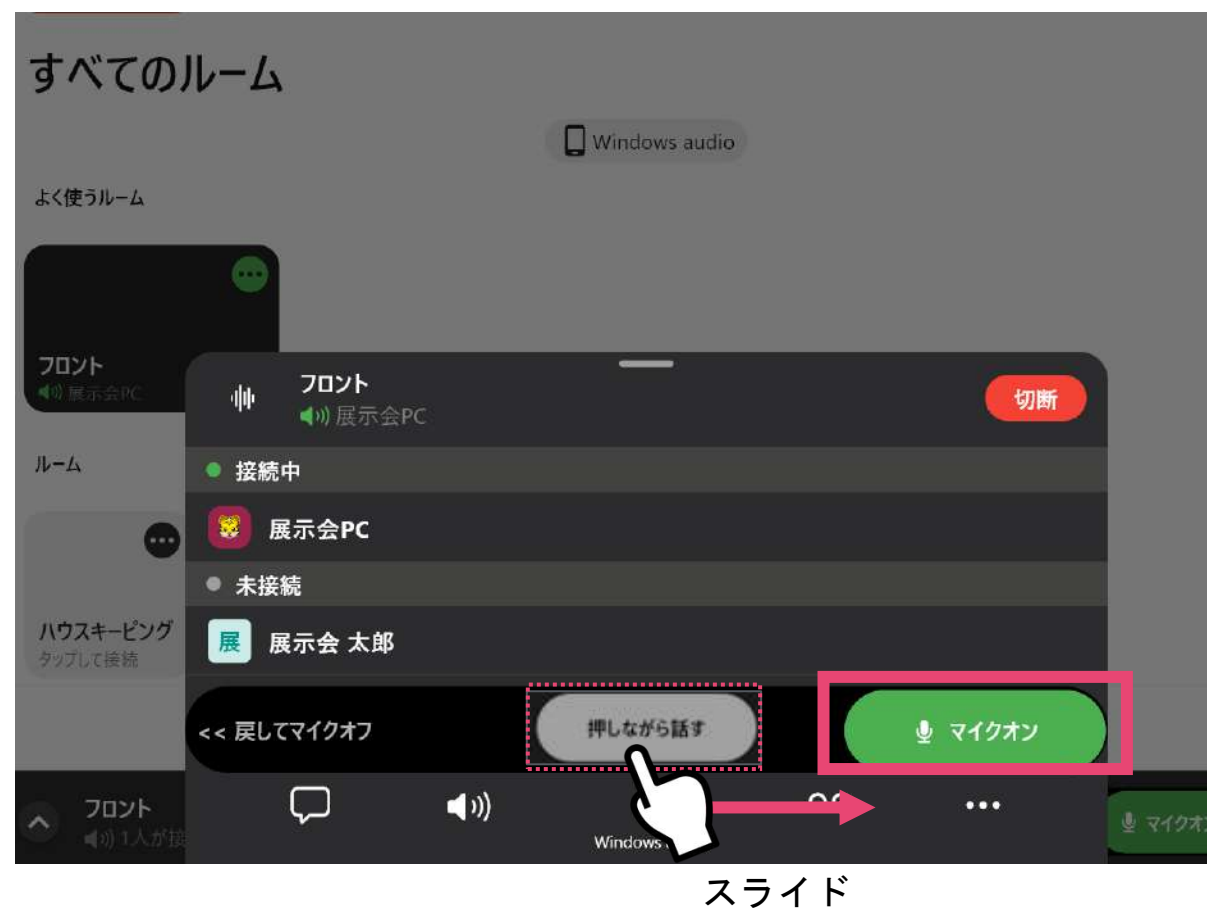 すべてのルーム
Windows audio
よく使うルーム
フロント
展示会PC
フロント
展示会PC
切断
ルーム
接続中
展示会PC
未接続
ハウスキーピング
タップして接続
展
展示会 太郎
<< 戻してマイクオフ
押しながら話す
マイクオン
フロント
1人が接
Windows
マイクオ
スライド